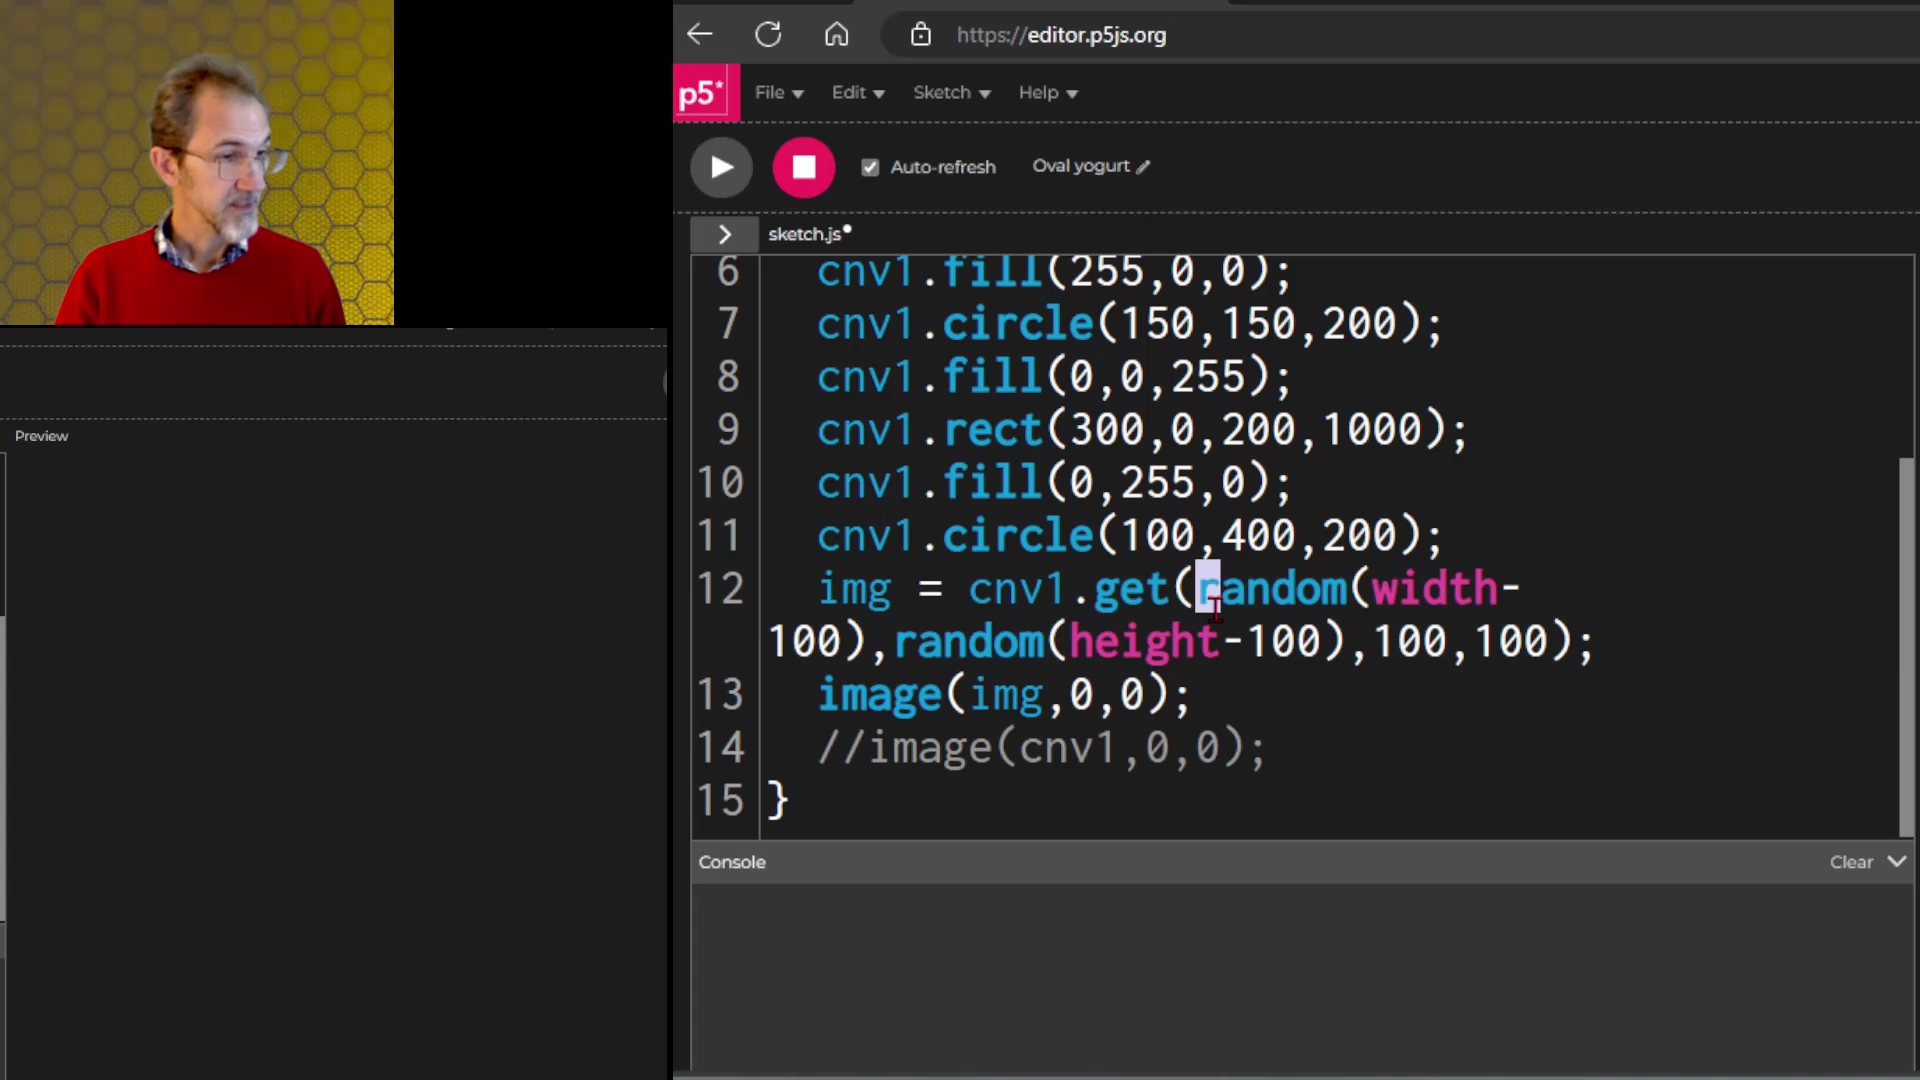 https://editor.p5js.org
p5*
File Edit Sketch Help
Auto-refresh Oval yogurt
sketch.js
Preview
6 cnv1.fill(255,0,0);
7 cnv1.circle(150,150,200);
8 cnv1.fill(0,0,255);
9 cnv1.rect(300,0,200,1000);
10 cnv1.fill(0,255,0);
11 cnv1.circle(100,400,200);
12 img = cnv1.get(random(width-
100),random(height-100),100,100);
13 image(img,0,0);
14 //image(cnv1,0,0);
15 }
Console Clear